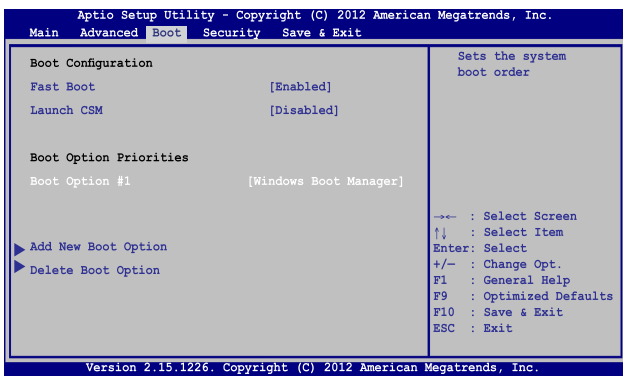 Aptio Setup Utility - Copyright (C) 2012 American Megatrends, Inc.
Main Advanced Boot Security Save & Exit
Boot Configuration
Fast Boot [Enabled]
Launch CSM [Disabled]
Boot Option Priorities
Boot Option #1 [Windows Boot Manager]
Add New Boot Option
Delete Boot Option
Sets the system
boot order
→← : Select Screen
↑↓ : Select Item
Enter: Select
+/— : Change Opt.
F1 : General Help
F9 : Optimized Defaults
F10 : Save & Exit
ESC : Exit
Version 2.15.1226. Copyright (C) 2012 American Megatrends, Inc.